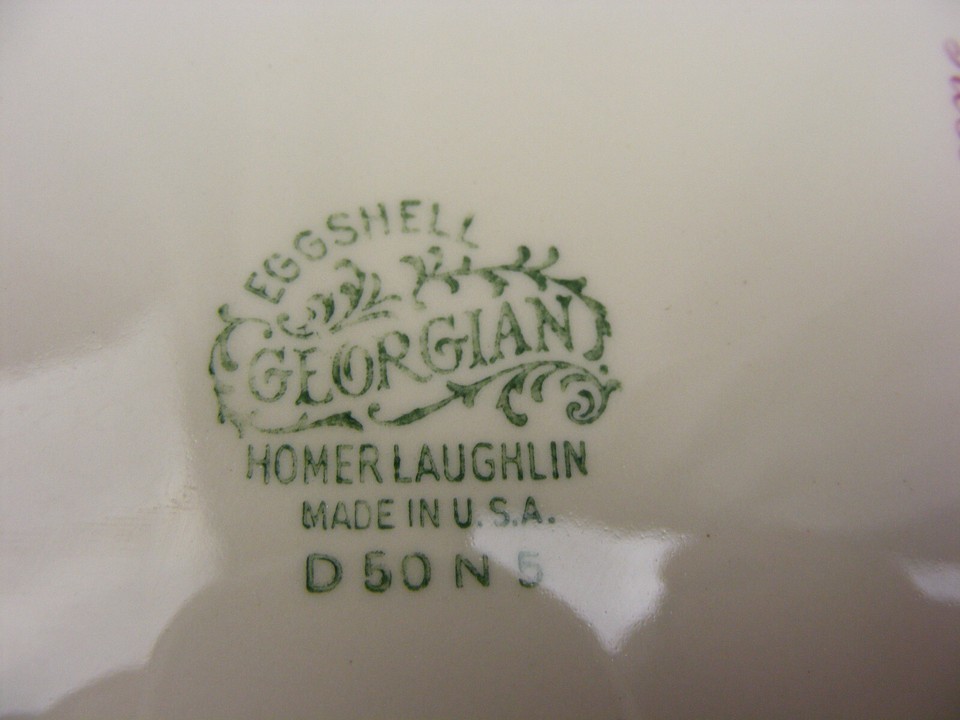 EGGSHELL
GEORGIAN
HOMER LAUGHLIN
MADE IN U.S.A.
D 50 N 5